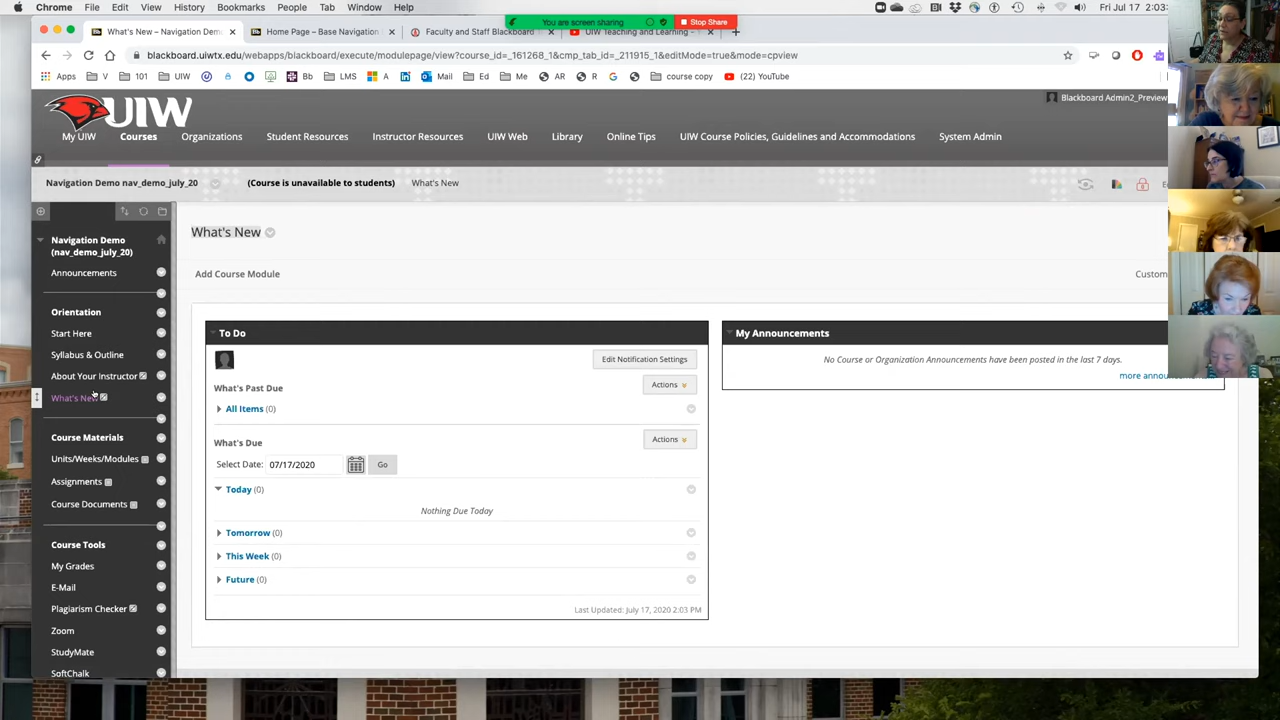 Chrome File Edit View History Bookmarks People Tab Window Help
Fri Jul 17 2:03
You are screen sharing Stop Share
What's New – Navigation Demo
Home Page – Base Navigation
Faculty and Staff Blackboard
UIW Teaching and Learning -
blackboard.uiwtx.edu/webapps/blackboard/execute/modulepage/view?course_id=_161268_1&cmp_tab_id=_211915_1&editMode=true&mode=cpview
Apps V 101 UIW Q Bb LMS A Mail Ed Me AR R course copy (22) YouTube
UIW
Blackboard Admin2_Preview
My UIW Courses Organizations Student Resources Instructor Resources UIW Web Library Online Tips UIW Course Policies, Guidelines and Accommodations System Admin
Navigation Demo nav_demo_july_20 (Course is unavailable to students) What's New
Navigation Demo
(nav_demo_july_20)
Announcements
Orientation
Start Here
Syllabus & Outline
About Your Instructor
What's New
Course Materials
Units/Weeks/Modules
Assignments
Course Documents
Course Tools
My Grades
E-Mail
Plagiarism Checker
Zoom
StudyMate
SoftChalk
What's New
Add Course Module
Custom
To Do
Edit Notification Settings
What's Past Due
Actions
All Items (0)
What's Due
Actions
Select Date: 07/17/2020 Go
Today (0)
Nothing Due Today
Tomorrow (0)
This Week (0)
Future (0)
Last Updated: July 17, 2020 2:03 PM
My Announcements
No Course or Organization Announcements have been posted in the last 7 days.
more